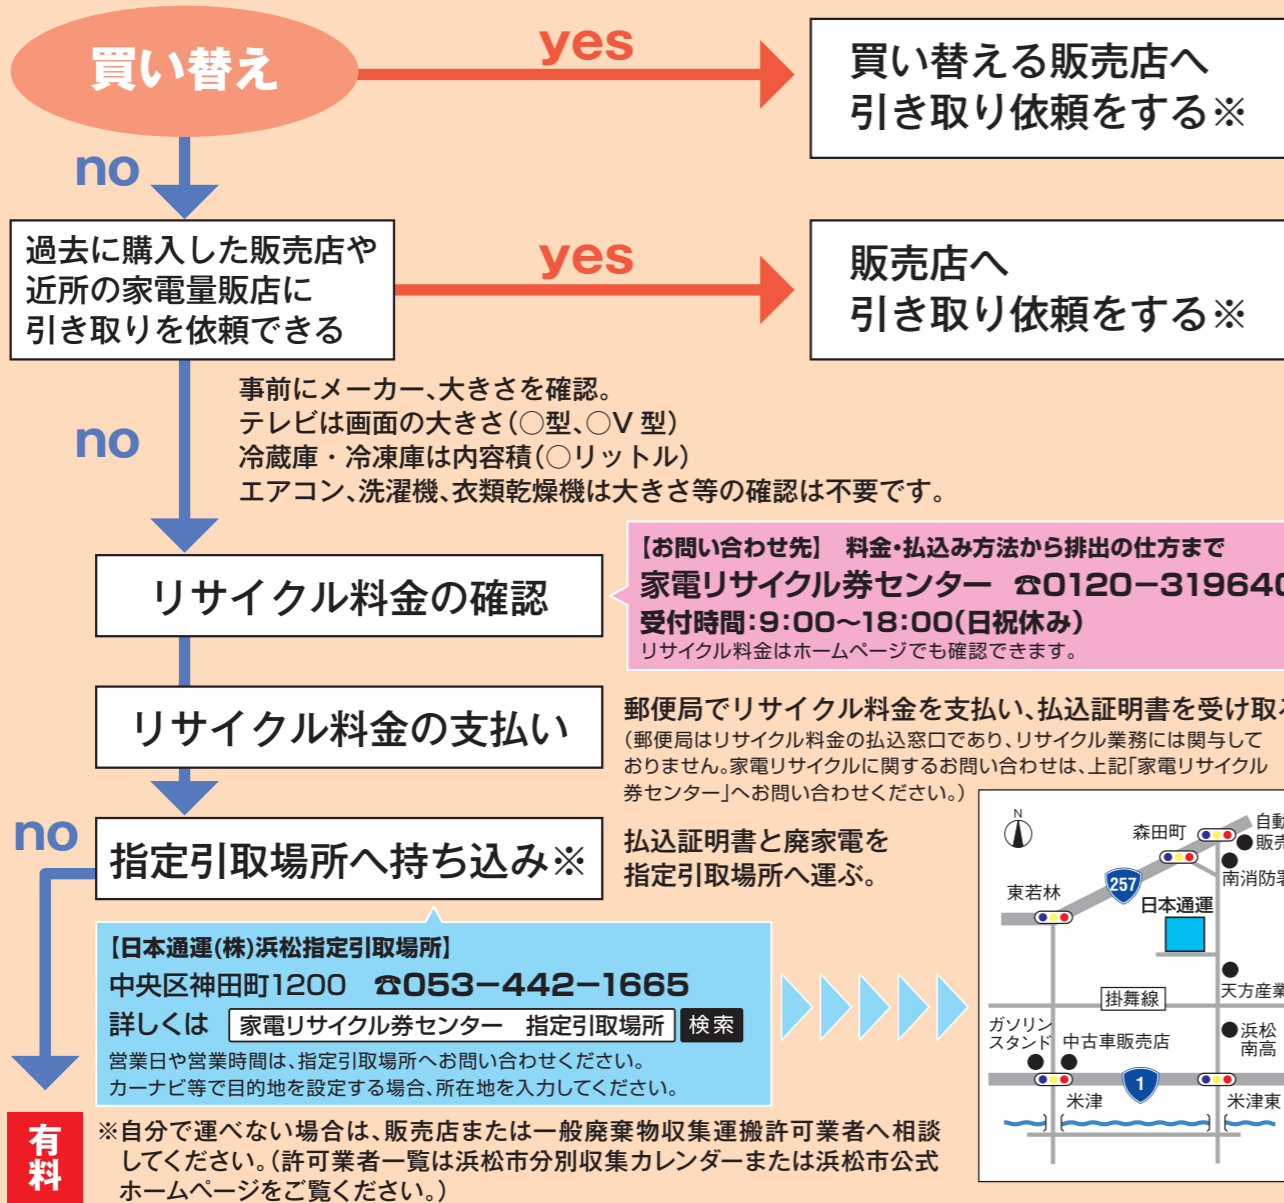 買い替え
yes
買い替える販売店へ
引き取り依頼をする※
no
過去に購入した販売店や
近所の家電量販店に
引き取りを依頼できる
yes
販売店へ
引き取り依頼をする※
no
事前にメーカー、大きさを確認。
テレビは画面の大きさ(○型、○V 型)
冷蔵庫・冷凍庫は内容積(○リットル)
エアコン、洗濯機、衣類乾燥機は大きさ等の確認は不要です。
リサイクル料金の確認
【お問い合わせ先】 料金・払込み方法から排出の仕方まで
家電リサイクル券センター ☎0120−319640
受付時間:9:00〜18:00(日祝休み)
リサイクル料金はホームページでも確認できます。
リサイクル料金の支払い
郵便局でリサイクル料金を支払い、払込証明書を受け取る
(郵便局はリサイクル料金の払込窓口であり、リサイクル業務には関与して
おりません。家電リサイクルに関するお問い合わせは、上記「家電リサイクル
券センター」へお問い合わせください。)
no
指定引取場所へ持ち込み※
払込証明書と廃家電を
指定引取場所へ運ぶ。
【日本通運(株)浜松指定引取場所】
中央区神田町1200 ☎053−442−1665
詳しくは 家電リサイクル券センター 指定引取場所 検索
営業日や営業時間は、指定引取場所へお問い合わせください。
カーナビ等で目的地を設定する場合、所在地を入力してください。
N
森田町
自動
販売
南消防署
257
東若林
日本通運
天方産業
掛舞線
ガソリン
スタンド
中古車販売店
浜松
南高
1
米津
米津東
有料
※自分で運べない場合は、販売店または一般廃棄物収集運搬許可業者へ相談
してください。(許可業者一覧は浜松市分別収集カレンダーまたは浜松市公式
ホームページをご覧ください。)